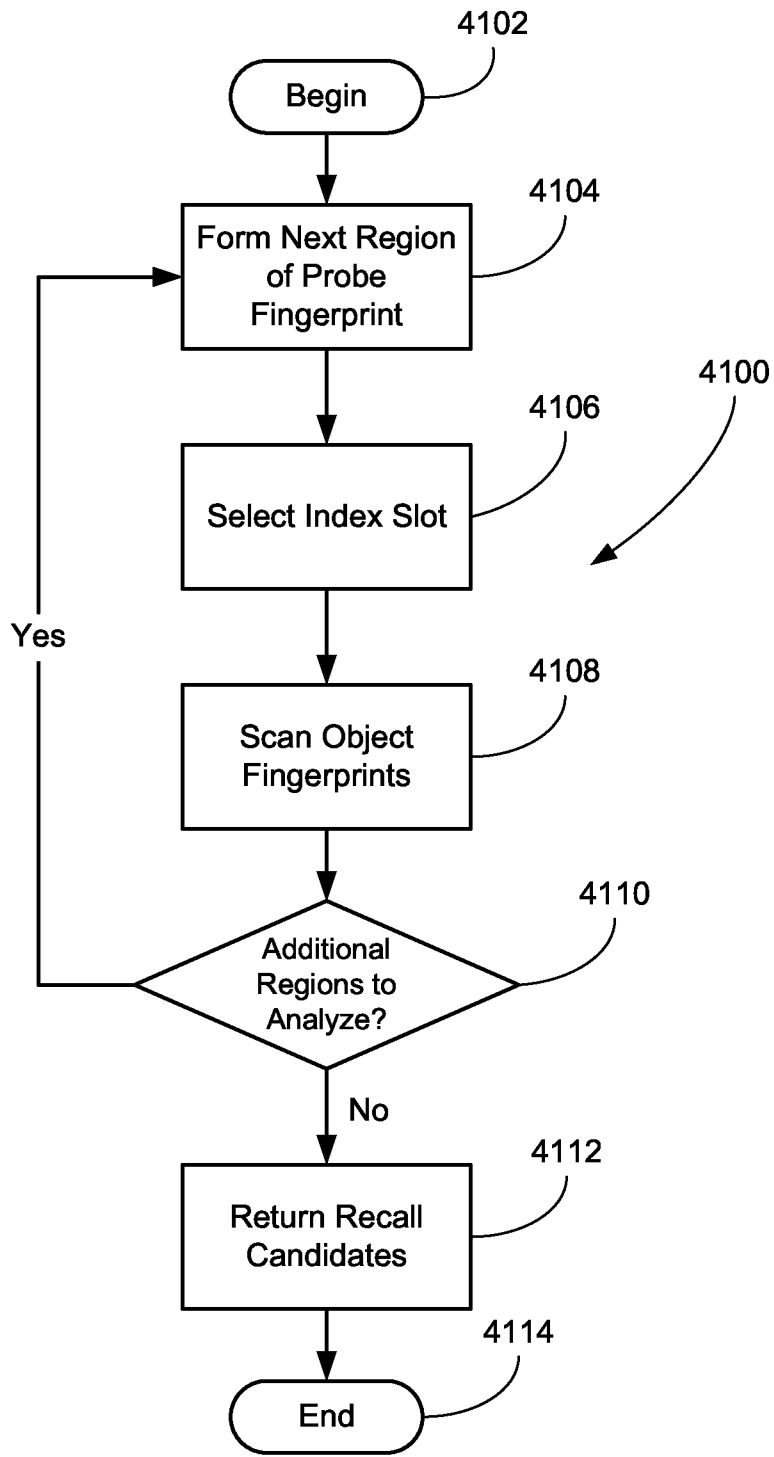 4102
Begin
4104
Form Next Region
of Probe
Fingerprint
4100
4106
Select Index Slot
Yes
4108
Scan Object
Fingerprints
4110
Additional
Regions to
Analyze?
No
4112
Return Recall
Candidates
4114
End